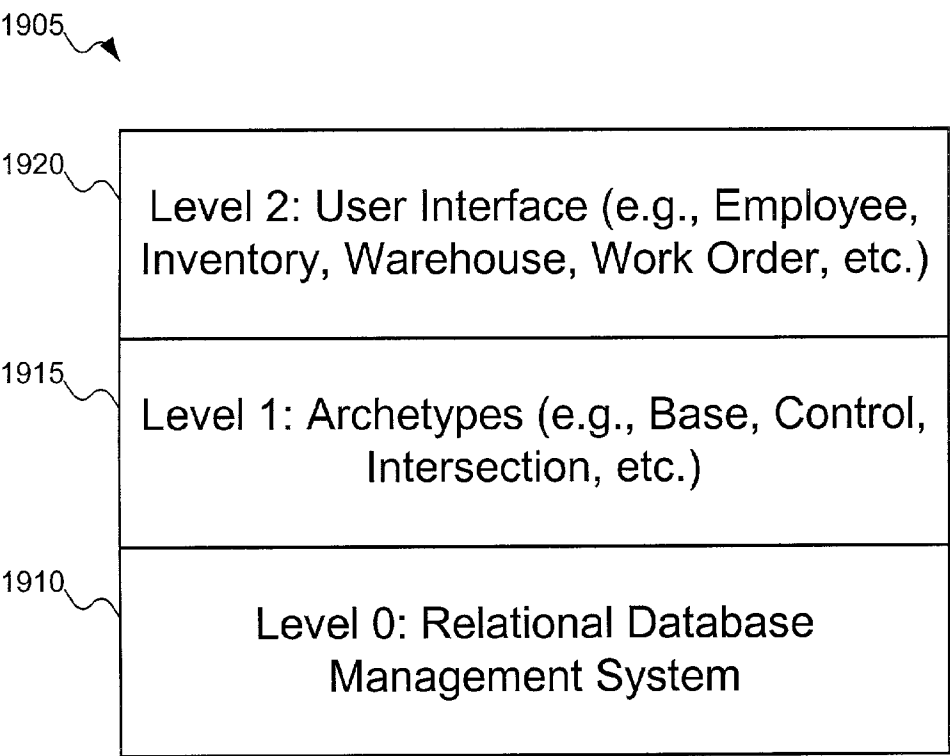 1905
1920
Level 2: User Interface (e.g., Employee,
Inventory, Warehouse, Work Order, etc.)
1915
Level 1: Archetypes (e.g., Base, Control,
Intersection, etc.)
1910
Level 0: Relational Database
Management System